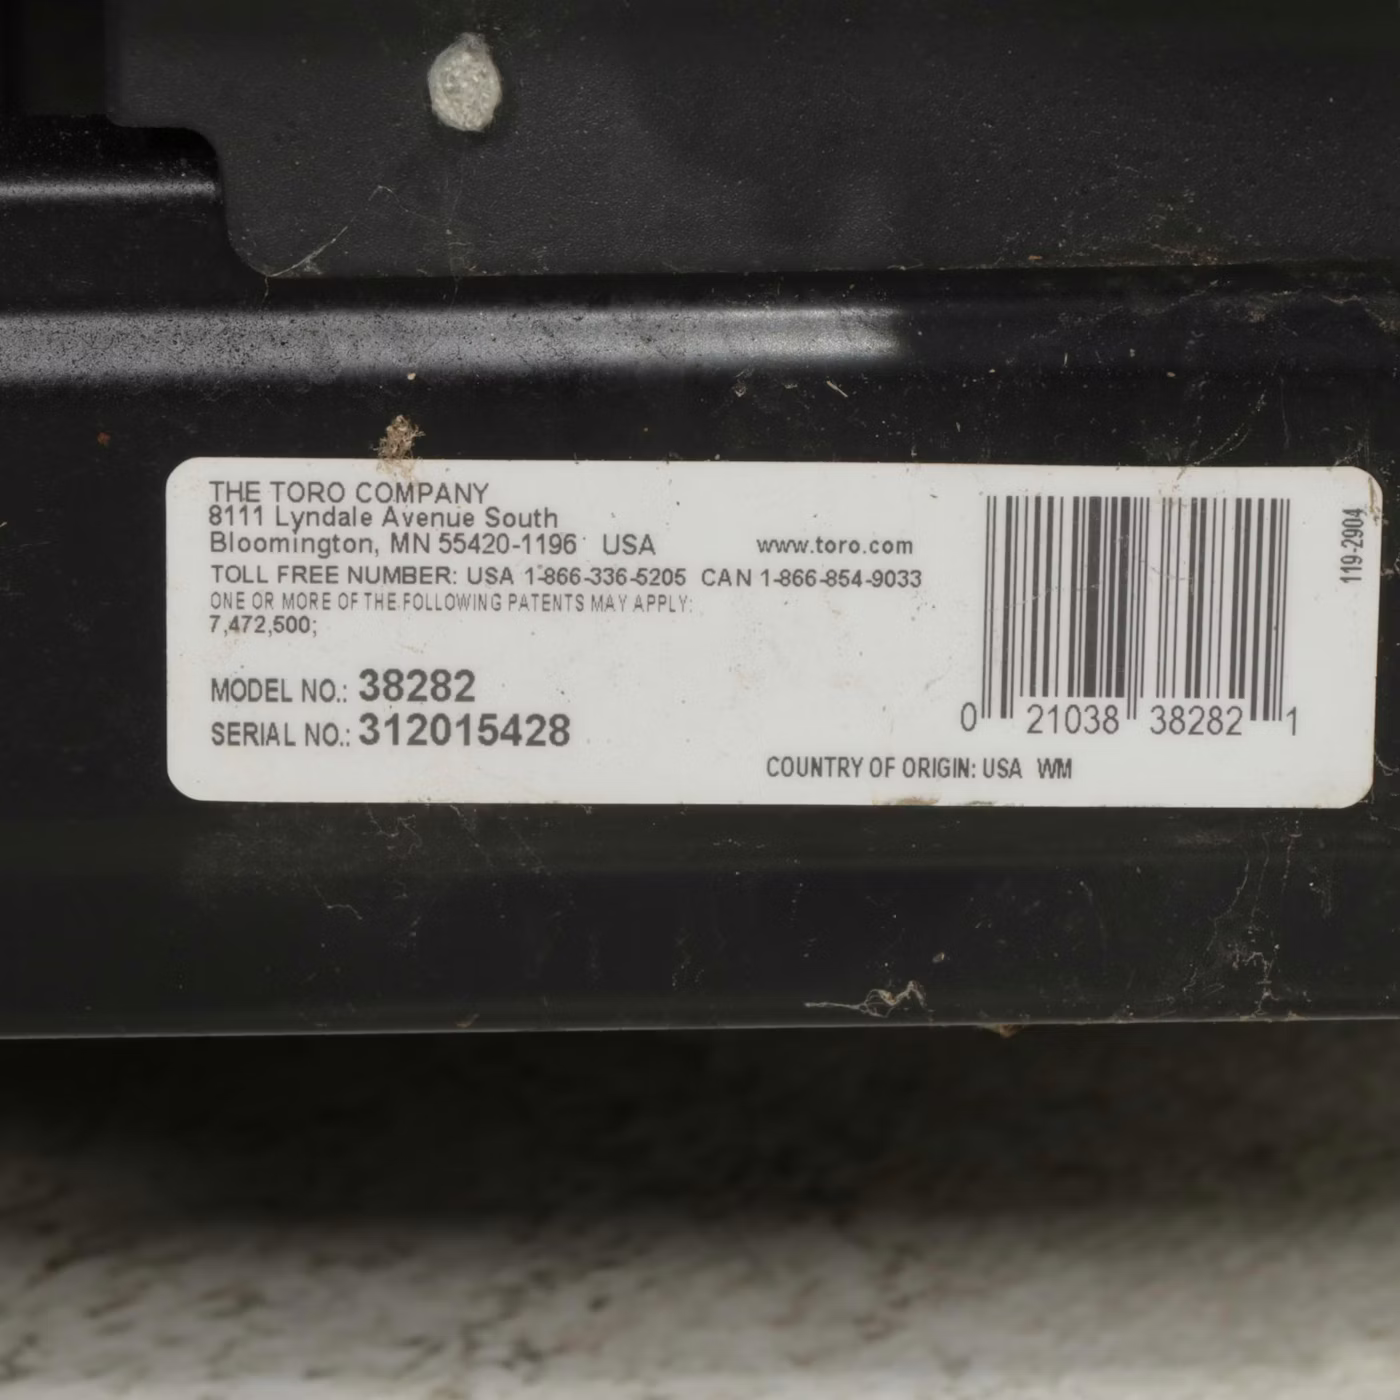 THE TORO COMPANY
8111 Lyndale Avenue South
Bloomington, MN 55420-1196 USA www.toro.com
TOLL FREE NUMBER: USA 1-866-336-5205 CAN 1-866-854-9033
ONE OR MORE OF THE FOLLOWING PATENTS MAY APPLY:
7,472,500;
MODEL NO.: 38282
SERIAL NO.: 312015428
0 21038 38282 1
COUNTRY OF ORIGIN: USA WM
119-2904